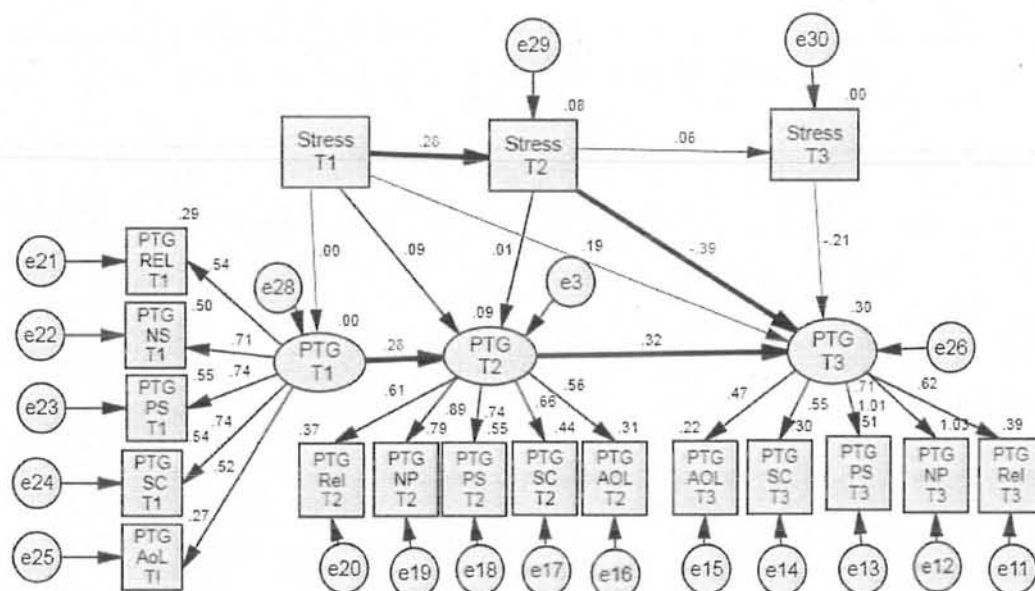 e29
e30
.08
.00
Stress
T1
.28
Stress
T2
.06
Stress
T3
.29
e21
PTG
REL
T1
.54
.00
.09
.01
.19
-.39
-.21
e28
e3
.50
e22
PTG
NS
T1
.71
.00
PTG
T1
.28
.09
PTG
T2
.32
.30
PTG
T3
e26
.55
e23
PTG
PS
T1
.74
.54
e24
PTG
SC
T1
.74
.27
e25
PTG
AoL
TI
.52
.61
.89
.74
.66
.56
.47
.55
.71
1.01
.62
.37
PTG
Rel
T2
.79
PTG
NP
T2
.55
PTG
PS
T2
.44
PTG
SC
T2
.31
PTG
AOL
T2
.22
PTG
AOL
T3
.30
PTG
SC
T3
.51
PTG
PS
T3
1.03
PTG
NP
T3
.39
PTG
Rel
T3
e20
e19
e18
e17
e16
e15
e14
e13
e12
e11